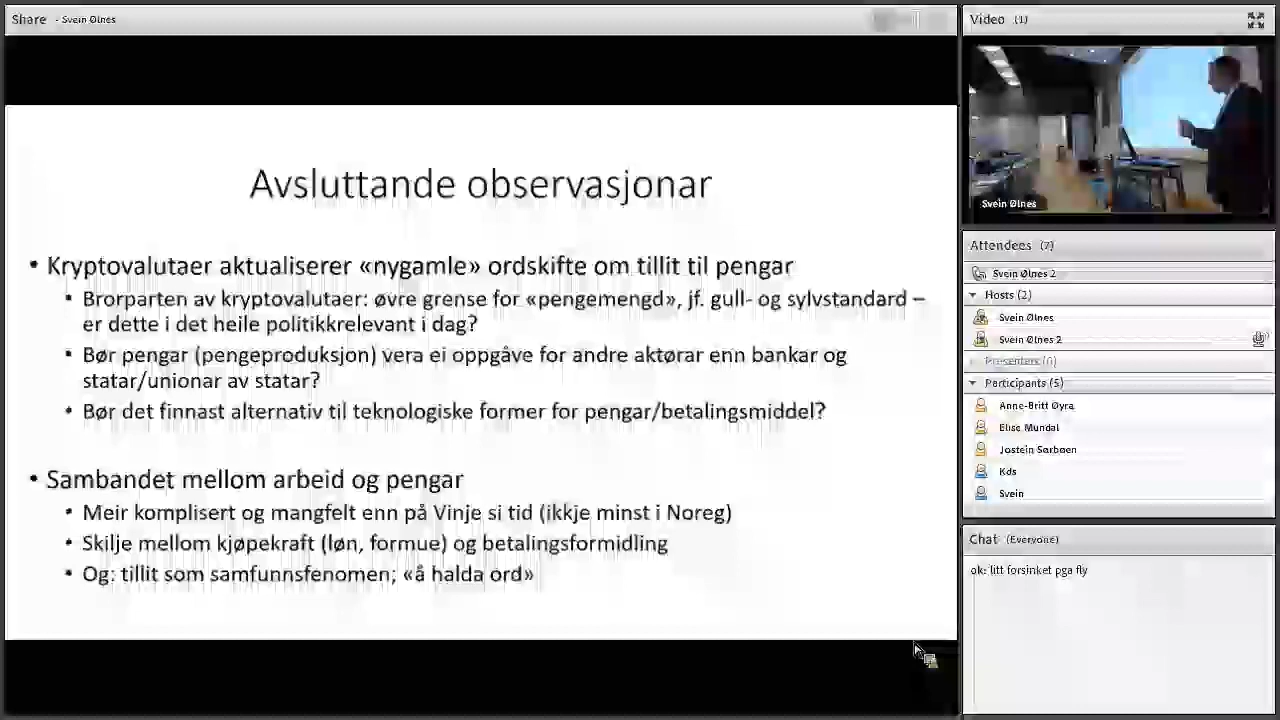 Share - Svein Ølnes
Avsluttande observasjonar
• Kryptovalutaer aktualiserer «nygamle» ordskifte om tillit til pengar
• Brorparten av kryptovalutaer: øvre grense for «pengemengd», jf. gull- og sylvstandard –
er dette i det heile politikkrelevant i dag?
• Bør pengar (pengeproduksjon) vera ei oppgåve for andre aktørar enn bankar og
statar/unionar av statar?
• Bør det finnast alternativ til teknologiske former for pengar/betalingsmiddel?
• Sambandet mellom arbeid og pengar
• Meir komplisert og mangfelt enn på Vinje si tid (ikkje minst i Noreg)
• Skilje mellom kjøpekraft (løn, formue) og betalingsformidling
• Og: tillit som samfunnsfenomen; «å halda ord»
Video (1)
Svein Ølnes
Attendees (7)
Svein Ølnes 2
Hosts (2)
Svein Ølnes
Svein Ølnes 2
Presenters (0)
Participants (5)
Anne-Britt Øyra
Elise Mundal
Jostein Sørbøen
Kds
Svein
Chat (Everyone)
ok: litt forsinket pga fly